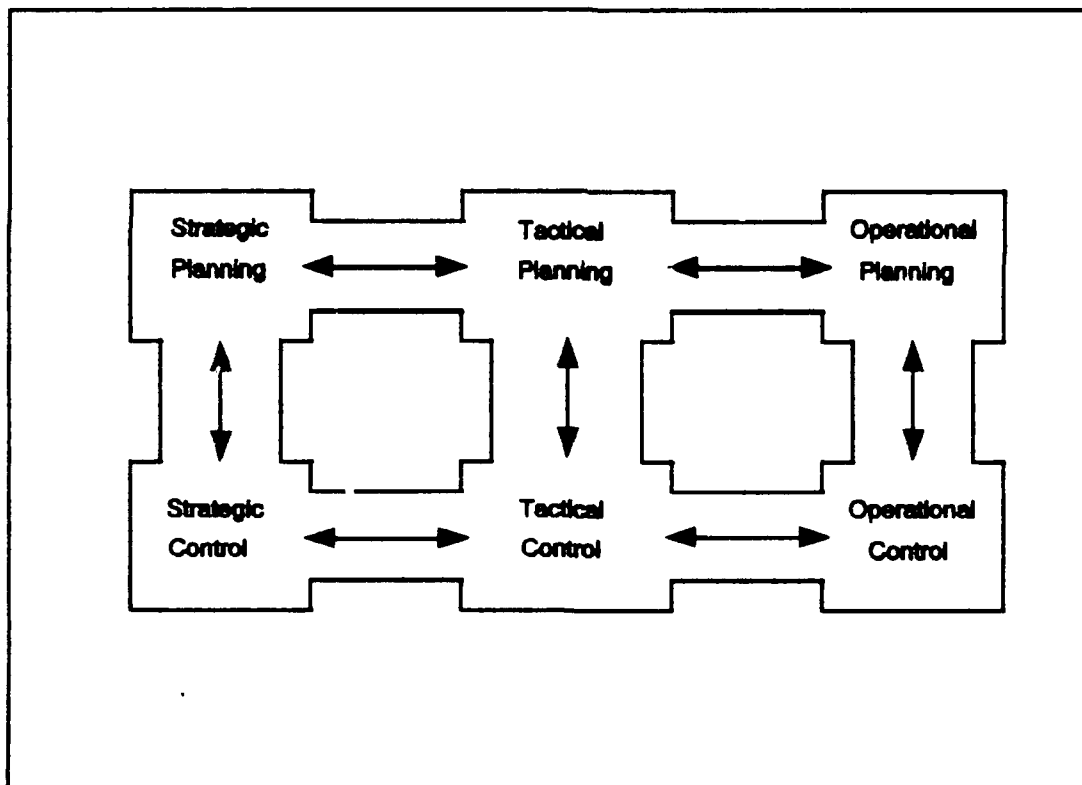 Strategic
Planning
Tactical
Planning
Operational
Planning
Strategic
Control
Tactical
Control
Operational
Control